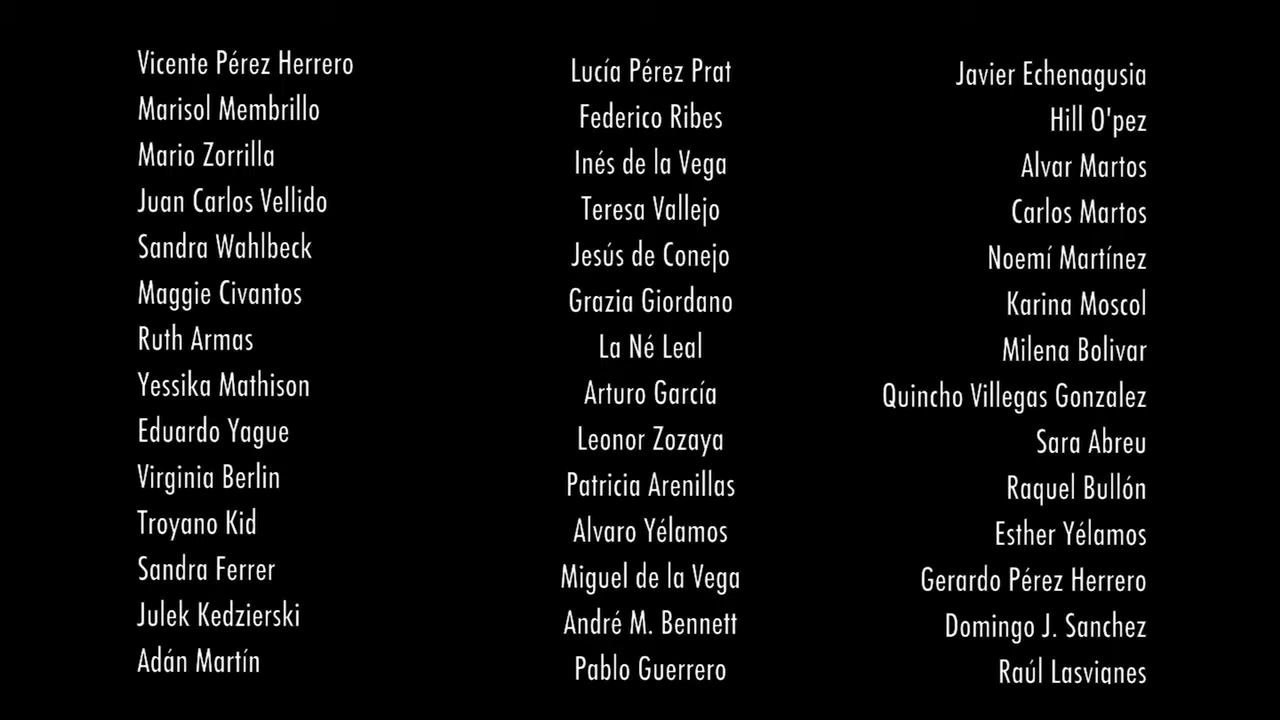 Vicente Pérez Herrero
Marisol Membrillo
Mario Zorrilla
Juan Carlos Vellido
Sandra Wahlbeck
Maggie Civantos
Ruth Armas
Yessika Mathison
Eduardo Yague
Virginia Berlin
Troyano Kid
Sandra Ferrer
Julek Kedzierski
Adán Martín
Lucía Pérez Prat
Federico Ribes
Inés de la Vega
Teresa Vallejo
Jesús de Conejo
Grazia Giordano
La Né Leal
Arturo García
Leonor Zozaya
Patricia Arenillas
Alvaro Yélamos
Miguel de la Vega
André M. Bennett
Pablo Guerrero
Javier Echenagusia
Hill O'pez
Alvar Martos
Carlos Martos
Noemí Martínez
Karina Moscol
Milena Bolivar
Quincho Villegas Gonzalez
Sara Abreu
Raquel Bullón
Esther Yélamos
Gerardo Pérez Herrero
Domingo J. Sanchez
Raúl Lasvignes